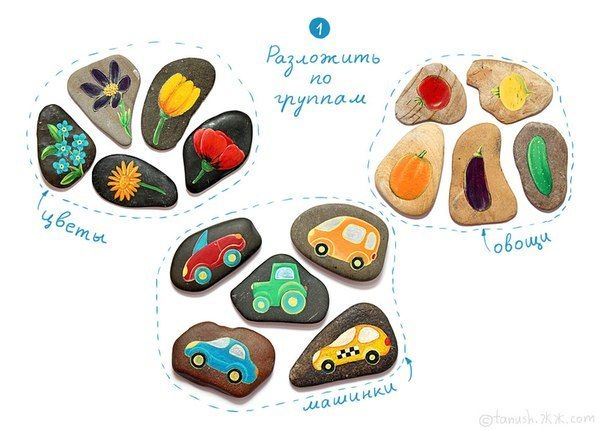 1
Разложить
по
группам
цветы
овощи
машинки
©tanush.жж.com